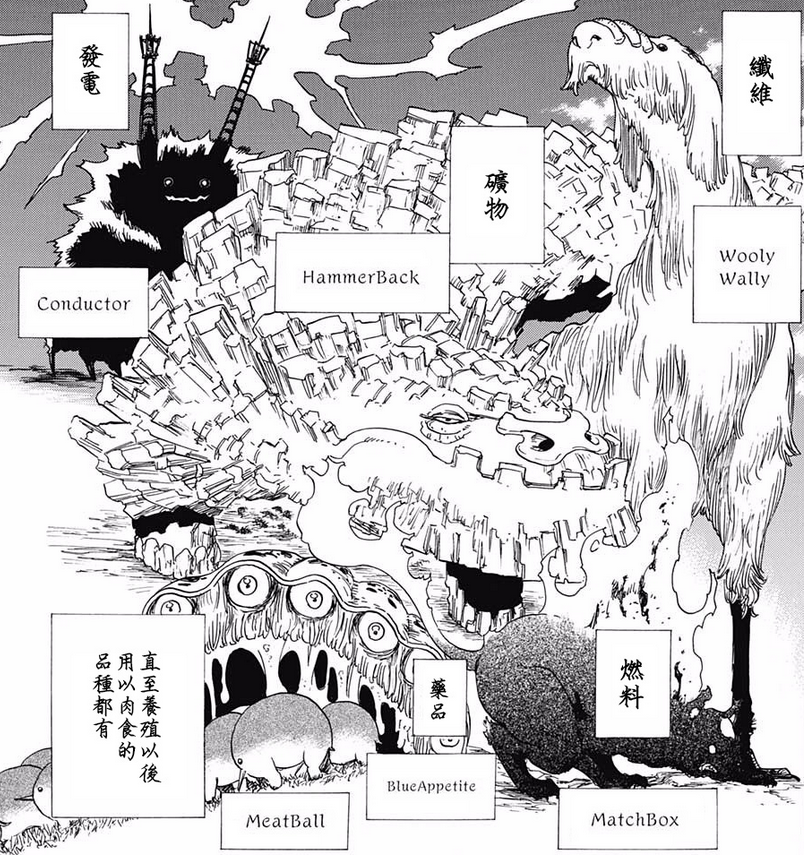 纖維
Wooly
Wally
礦物
HammerBack
發電
Conductor
燃料
MatchBox
藥品
BlueAppetite
直至養殖以後
用以肉食的
品種都有
MeatBall